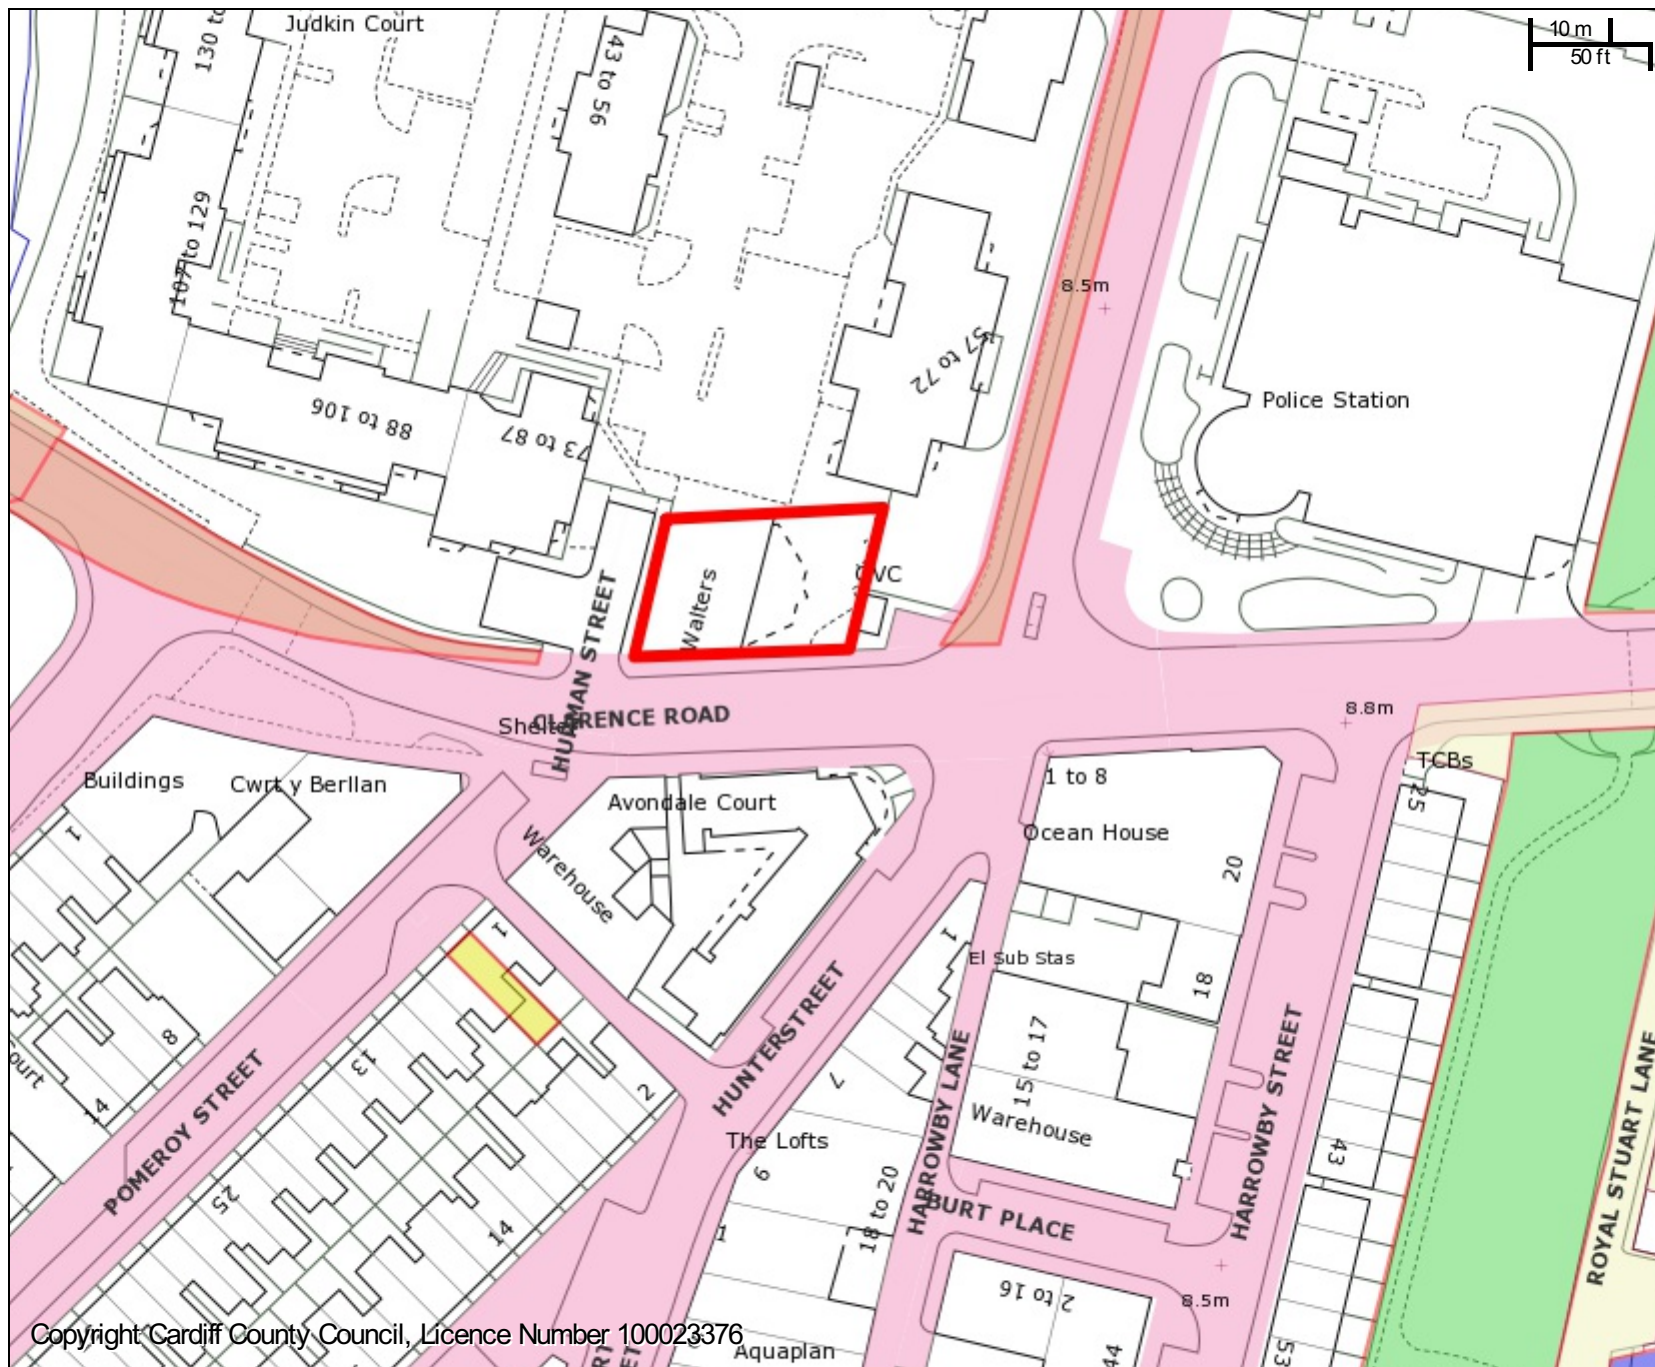 Judkin Court
130 to
43 to 56
10 m
50 ft
107 to 129
8.5m
57 to 72
Police Station
88 to 106
73 to 87
Walters
CVC
HURMAN STREET
CLARENCE ROAD
Shelter
8.8m
TCBs
25
Buildings
Cwrt y Berllan
Avondale Court
1 to 8
Ocean House
20
Warehouse
1
1
1
El Sub Stas
18
HUNTER STREET
15 to 17
8
13
2
14
POMEROY STREET
7
Warehouse
The Lofts
HARROWBY LANE
HARROWBY STREET
ROYAL STUART LANE
43
9
25
14
1
18 to 20
BURT PLACE
2 to 16
8.5m
Aquaplan
44
53
Copyright Cardiff County Council, Licence Number 100023376